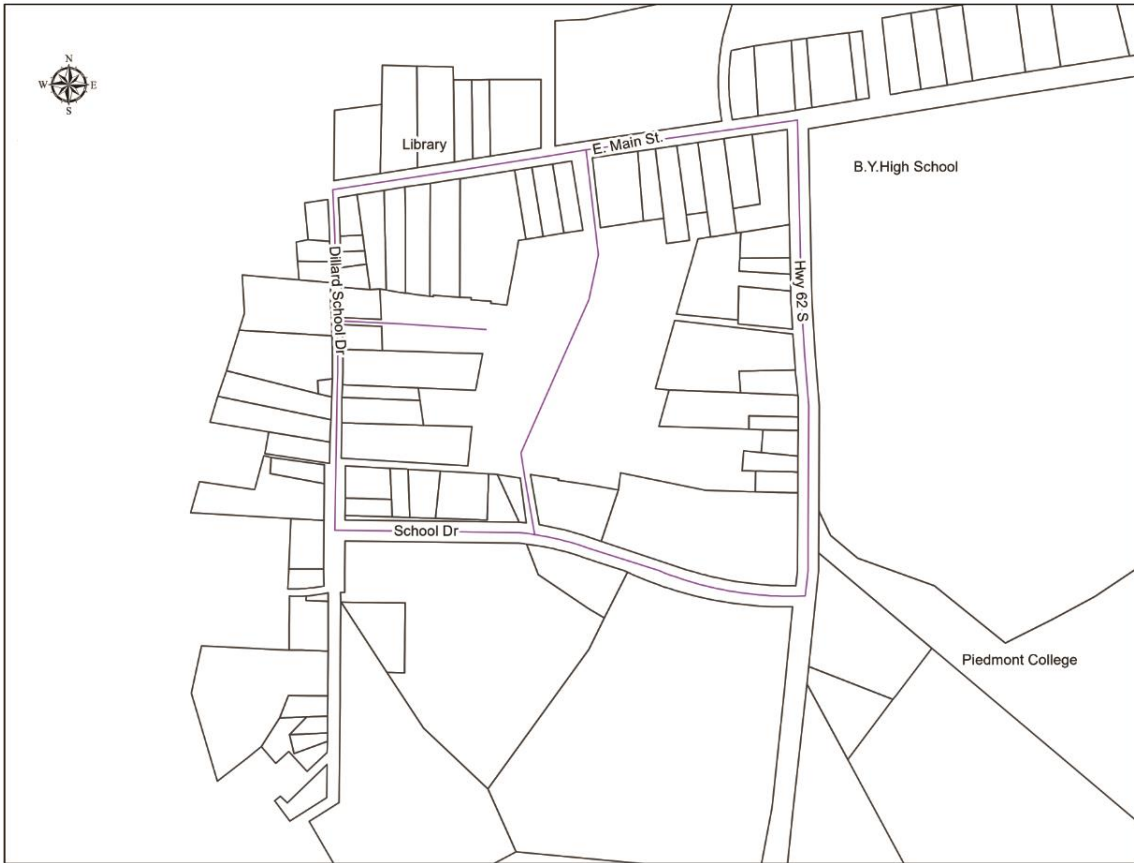 N
W E
S
Library
E. Main St.
B.Y.High School
Dillard School Dr
Hwy 62 S
School Dr
Piedmont College